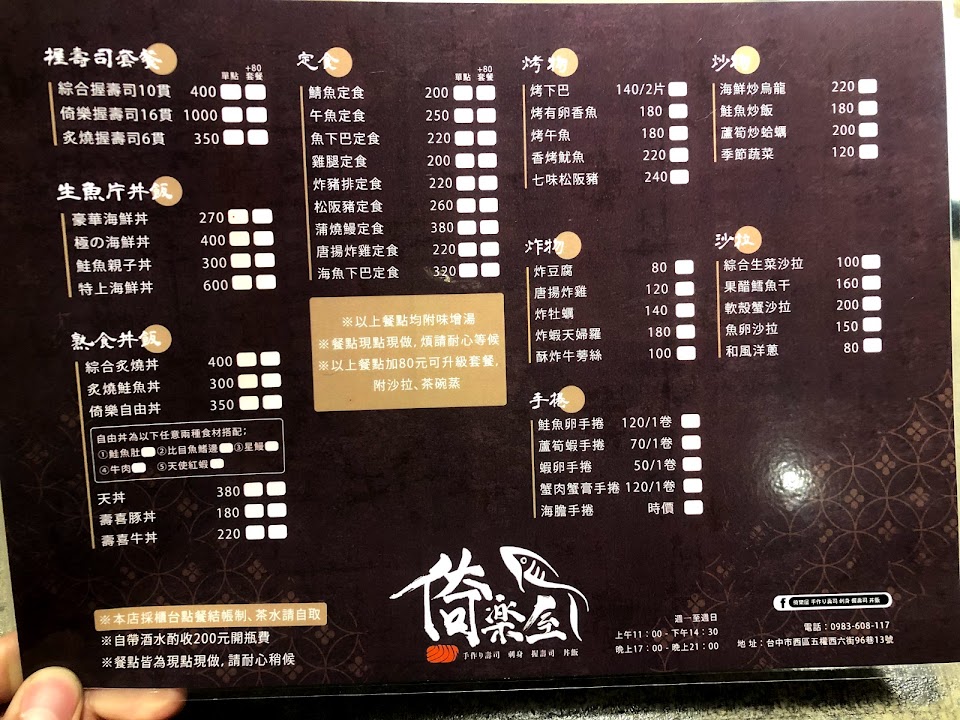 握壽司套餐
單點 +80套餐
綜合握壽司10貫 400
倚樂握壽司16貫 1000
炙燒握壽司6貫 350
生魚片丼飯
豪華海鮮丼 270
極の海鮮丼 400
鮭魚親子丼 300
特上海鮮丼 600
熟食丼飯
綜合炙燒丼 400
炙燒鮭魚丼 300
倚樂自由丼 350
自由丼為以下任意兩種食材搭配;
①鮭魚肚 ②比目魚鰭邊 ③星鰻
④牛肉 ⑤天使紅蝦
天丼 380
壽喜豚丼 180
壽喜牛丼 220
※本店採櫃台點餐結帳制、茶水請自取
※自帶酒水酌收200元開瓶費
※餐點皆為現點現做,請耐心稍候
定食
單點 +80套餐
鯖魚定食 200
午魚定食 250
魚下巴定食 220
雞腿定食 200
炸豬排定食 220
松阪豬定食 260
蒲燒鰻定食 380
唐揚炸雞定食 220
海魚下巴定食 320
※以上餐點均附味增湯
※餐點現點現做,煩請耐心等候
※以上餐點加80元可升級套餐,
附沙拉、茶碗蒸
烤物
烤下巴 140/2片
烤有卵香魚 180
烤午魚 180
香烤魷魚 220
七味松阪豬 240
炸物
炸豆腐 80
唐揚炸雞 120
炸牡蠣 140
炸蝦天婦羅 180
酥炸牛蒡絲 100
手捲
鮭魚卵手捲 120/1卷
蘆筍蝦手捲 70/1卷
蝦卵手捲 50/1卷
蟹肉蟹膏手捲 120/1卷
海膽手捲 時價
炒物
海鮮炒烏龍 220
鮭魚炒飯 180
蘆筍炒蛤蠣 200
季節蔬菜 120
沙拉
綜合生菜沙拉 100
果醋鱈魚干 160
軟殼蟹沙拉 200
魚卵沙拉 150
和風洋蔥 80
倚樂屋
手作り壽司 刺身 握壽司 丼飯
週一至週日
上午11:00 - 下午14:30
晚上17:00 - 晚上21:00
f 倚樂屋 手作り壽司 刺身 握壽司 丼飯
電話:0983-608-117
地址:台中市西區五權西六街96巷13號